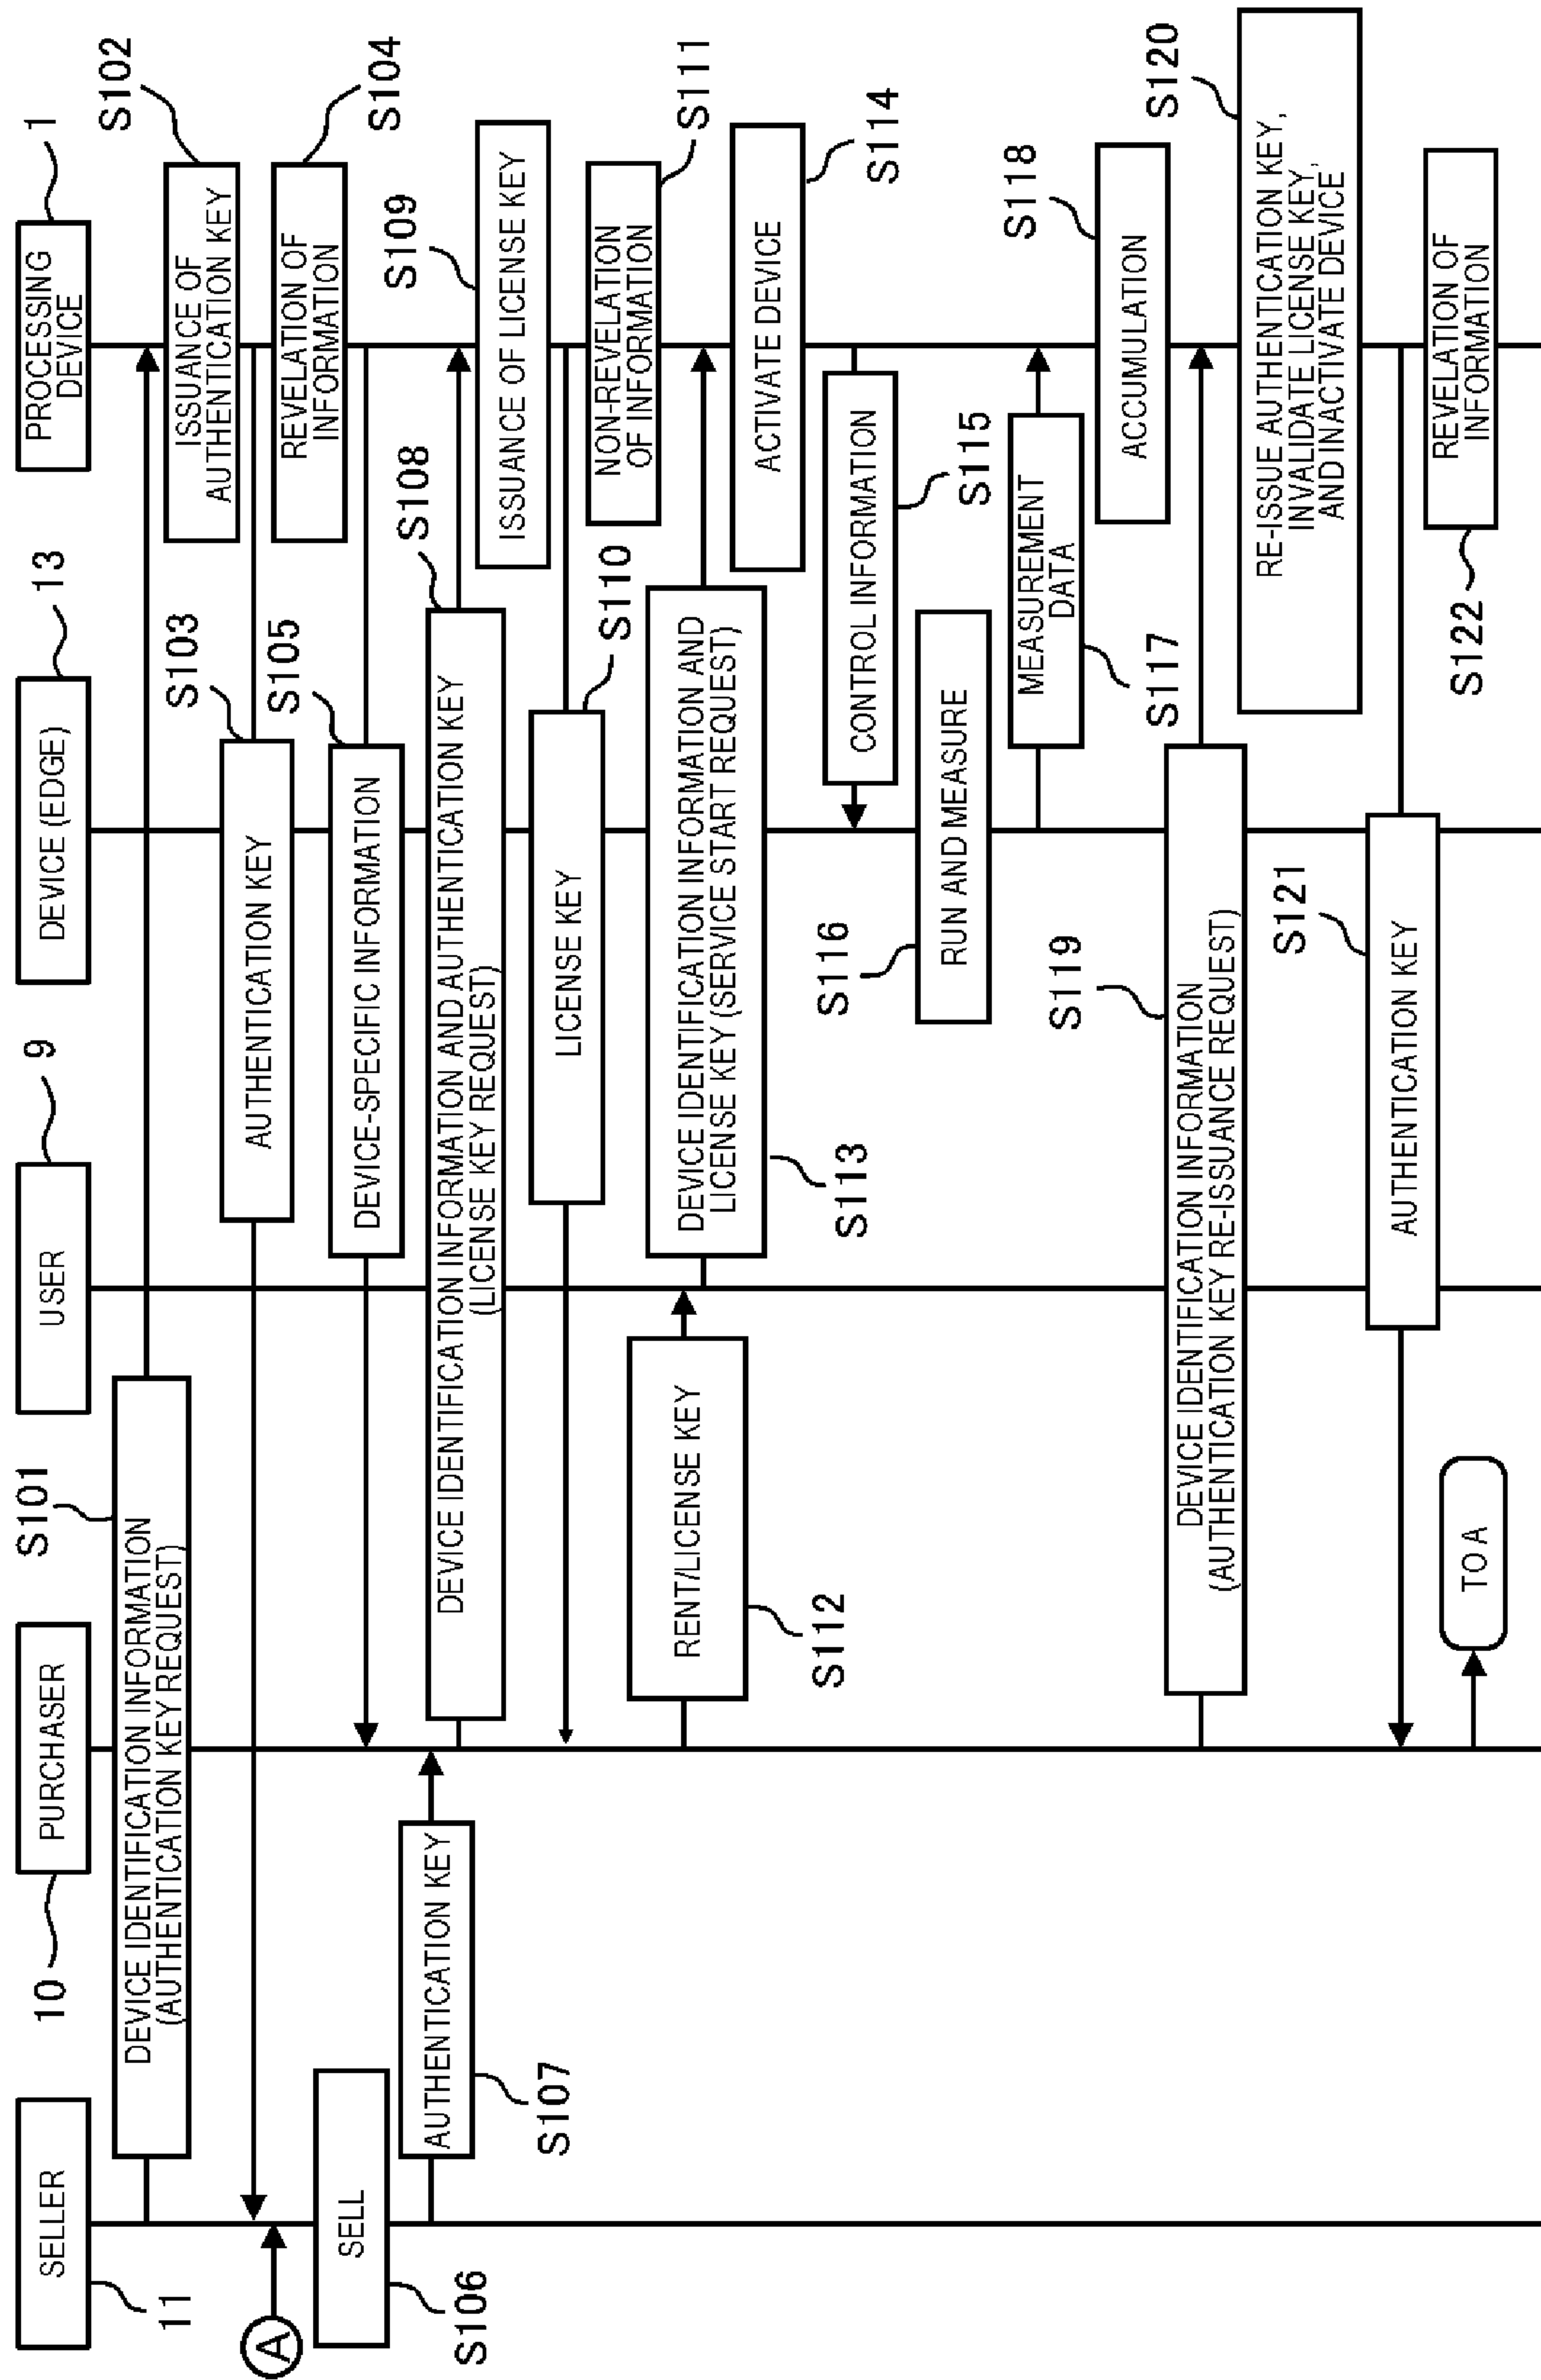 SELLER
11
PURCHASER
10
USER
9
DEVICE (EDGE)
13
PROCESSING
DEVICE
1
S101
DEVICE IDENTIFICATION INFORMATION
(AUTHENTICATION KEY REQUEST)
S102
ISSUANCE OF
AUTHENTICATION KEY
S103
AUTHENTICATION KEY
A
S104
REVELATION OF
INFORMATION
S105
DEVICE-SPECIFIC INFORMATION
SELL
S106
AUTHENTICATION KEY
S107
S108
DEVICE IDENTIFICATION INFORMATION AND AUTHENTICATION KEY
(LICENSE KEY REQUEST)
S109
ISSUANCE OF LICENSE KEY
S110
LICENSE KEY
S111
NON-REVELATION
OF INFORMATION
RENT/LICENSE KEY
S112
DEVICE IDENTIFICATION INFORMATION AND
LICENSE KEY (SERVICE START REQUEST)
S113
ACTIVATE DEVICE
S114
CONTROL INFORMATION
S115
S116
RUN AND MEASURE
MEASUREMENT
DATA
S117
S118
ACCUMULATION
S119
DEVICE IDENTIFICATION INFORMATION
(AUTHENTICATION KEY RE-ISSUANCE REQUEST)
S120
RE-ISSUE AUTHENTICATION KEY,
INVALIDATE LICENSE KEY,
AND INACTIVATE DEVICE
S121
AUTHENTICATION KEY
REVELATION OF
INFORMATION
S122
TO A